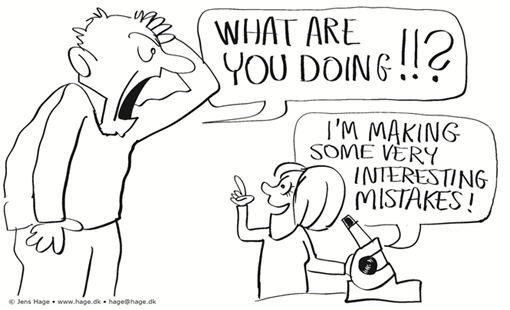 WHAT ARE
YOU DOING!!?
I'M MAKING
SOME VERY
INTERESTING
MISTAKES!
© Jens Hage • www.hage.dk • hage@hage.dk